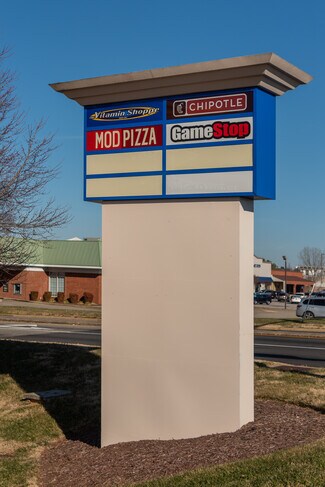 Vitamin Shoppe
CHIPOTLE
MOD PIZZA
GameStop